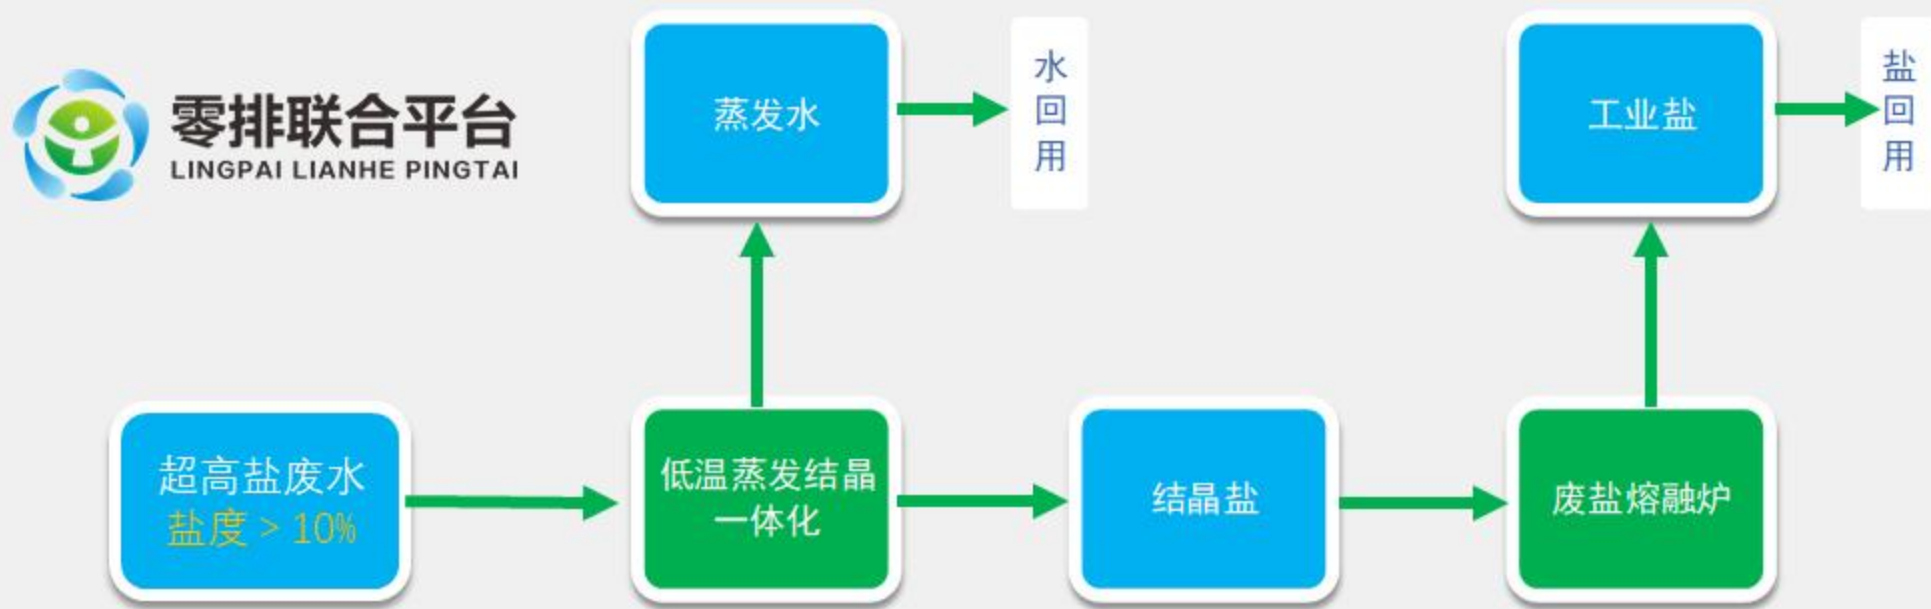 零排联合平台
LINGPAI LIANHE PINGTAI
蒸发水
水回用
工业盐
盐回用
超高盐废水
盐度 > 10%
低温蒸发结晶
一体化
结晶盐
废盐熔融炉